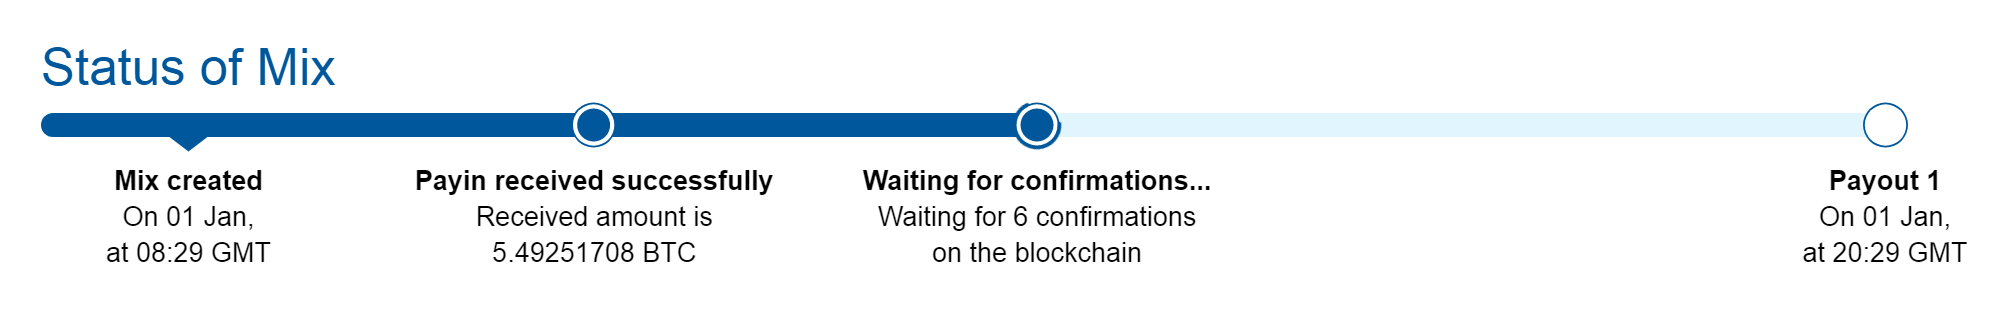 Status of Mix
Mix created
On 01 Jan,
at 08:29 GMT
Payin received successfully
Received amount is
5.49251708 BTC
Waiting for confirmations...
Waiting for 6 confirmations
on the blockchain
Payout 1
On 01 Jan,
at 20:29 GMT